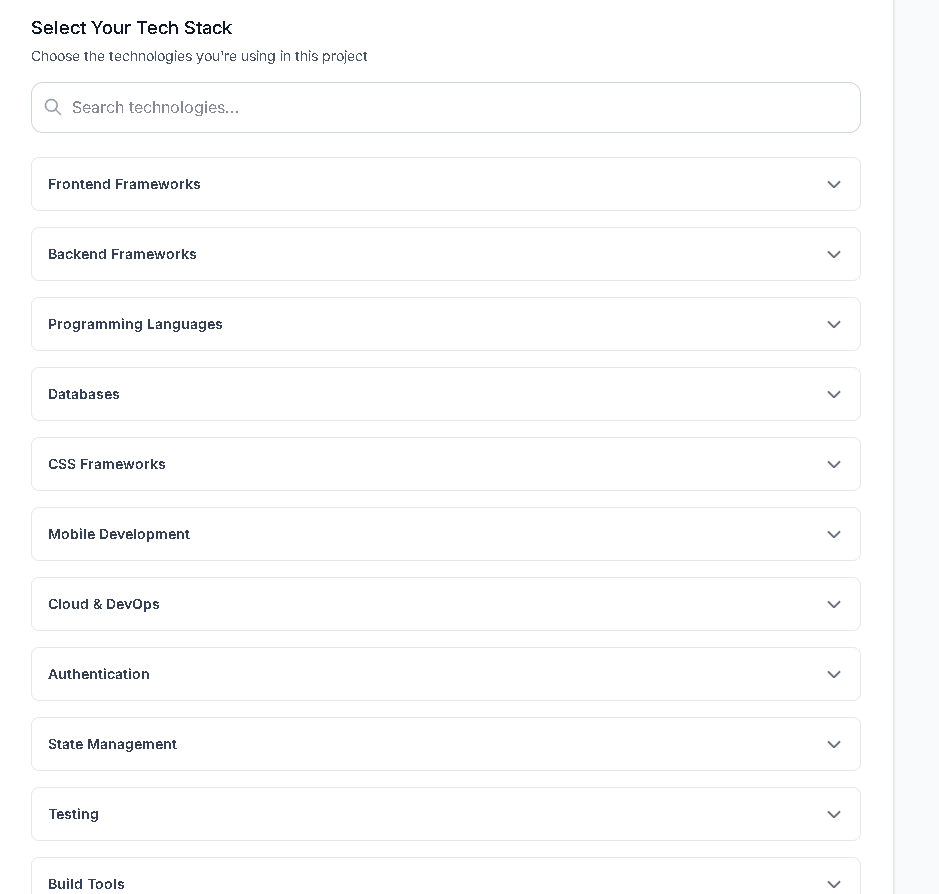 Select Your Tech Stack
Choose the technologies you're using in this project
Search technologies...
Frontend Frameworks
Backend Frameworks
Programming Languages
Databases
CSS Frameworks
Mobile Development
Cloud & DevOps
Authentication
State Management
Testing
Build Tools